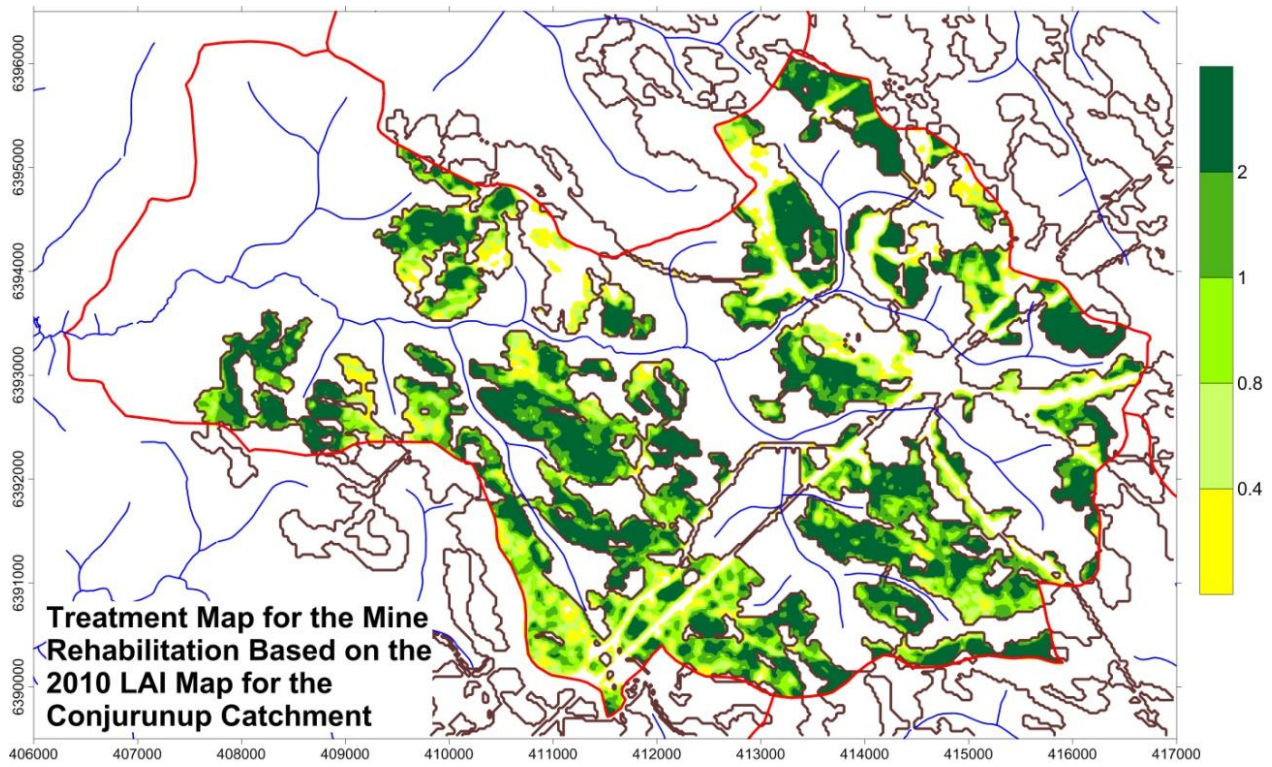 6396000
6395000
6394000
6393000
6392000
6391000
6390000
2
1
0.8
0.4
Treatment Map for the Mine
Rehabilitation Based on the
2010 LAI Map for the
Conjurunup Catchment
406000 407000 408000 409000 410000 411000 412000 413000 414000 415000 416000 417000